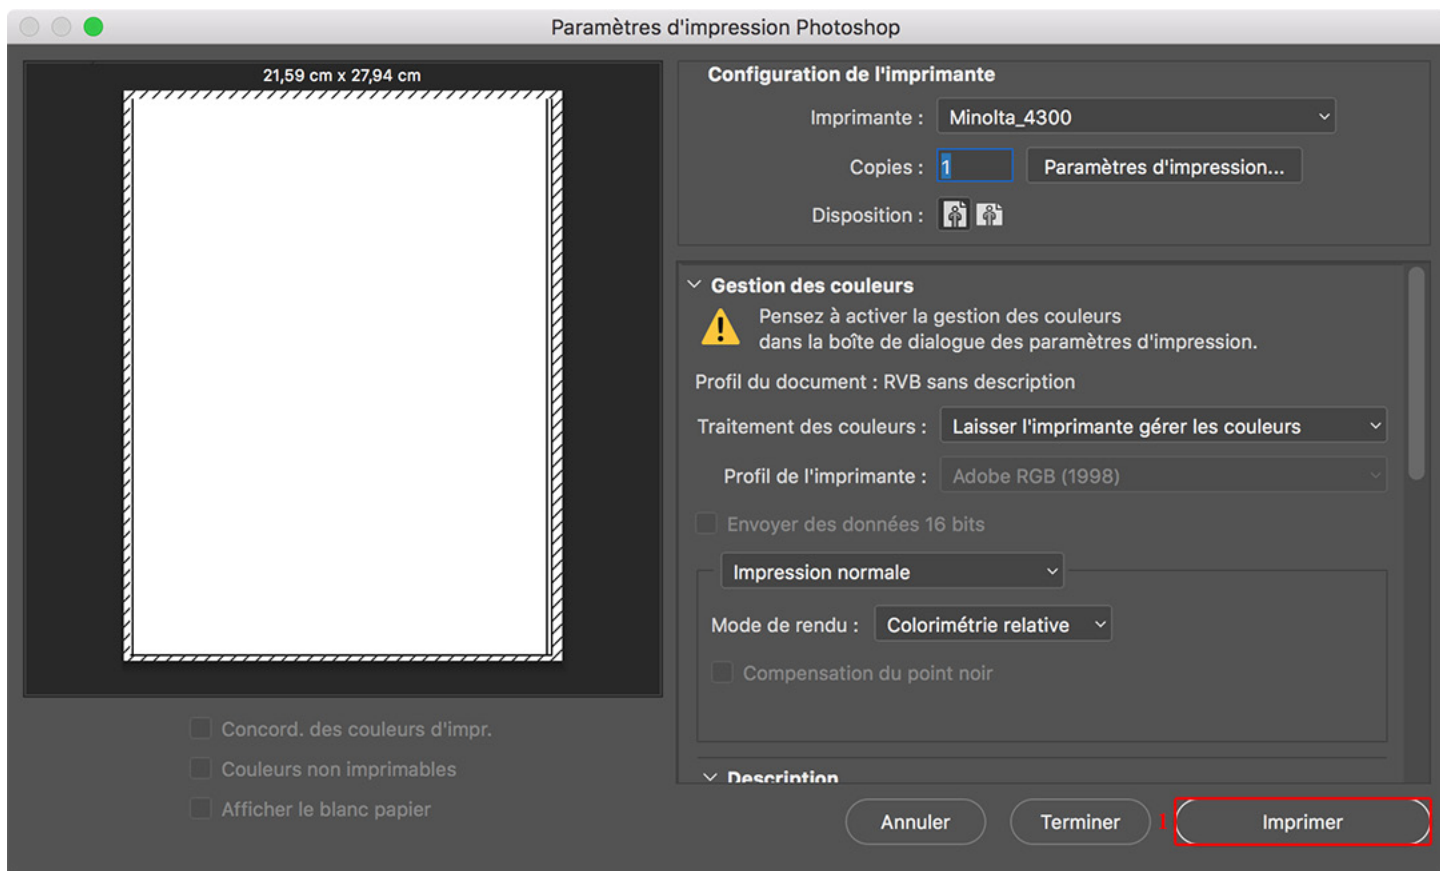 Paramètres d'impression Photoshop
21,59 cm x 27,94 cm
Configuration de l'imprimante
Imprimante : Minolta_4300
Copies : 1 Paramètres d'impression...
Disposition :
Gestion des couleurs
Pensez à activer la gestion des couleurs
dans la boîte de dialogue des paramètres d'impression.
Profil du document : RVB sans description
Traitement des couleurs : Laisser l'imprimante gérer les couleurs
Profil de l'imprimante : Adobe RGB (1998)
Envoyer des données 16 bits
Impression normale
Mode de rendu : Colorimétrie relative
Compensation du point noir
Description
Concord. des couleurs d'impr.
Couleurs non imprimables
Afficher le blanc papier
Annuler Terminer 1 Imprimer